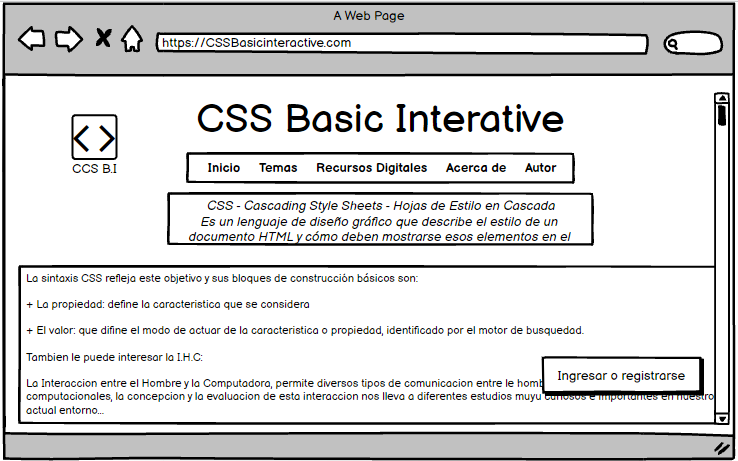 A Web Page
https://CSSBasicinteractive.com
CSS Basic Interative
CCS B.I
Inicio Temas Recursos Digitales Acerca de Autor
CSS - Cascading Style Sheets - Hojas de Estilo en Cascada
Es un lenguaje de diseño gráfico que describe el estilo de un
documento HTML y cómo deben mostrarse esos elementos en el
La sintaxis CSS refleja este objetivo y sus bloques de construcción básicos son:
+ La propiedad: define la caracteristica que se considera
+ El valor: que difine el modo de actuar de la caracteristica o propiedad, identificado por el motor de busquedad.
Tambien le puede interesar la I.H.C:
Ingresar o registrarse
La Interaccion entre el Hombre y la Computadora, permite diversos tipos de comunicacion entre le
computacionales, la concepcion y la evaluacion de esta interaccion nos lleva a diferentes estudios muyu curiosos e importantes en nuestro
actual entorno...